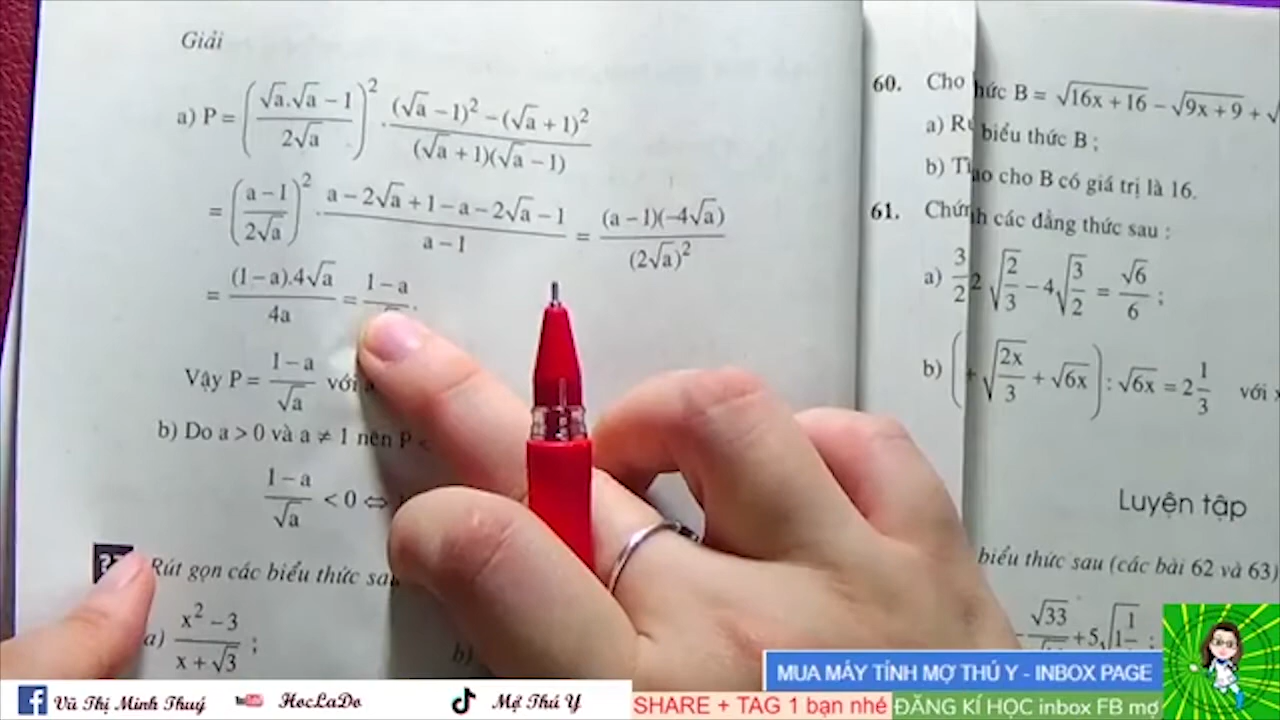 Giải
a) P = (√a.√a − 1 / 2√a)² . (√a − 1)² − (√a + 1)² / (√a + 1)(√a − 1)
= (a − 1 / 2√a)² . a − 2√a + 1 − a − 2√a − 1 / a − 1 = (a − 1)(−4√a) / (2√a)²
= (1 − a).4√a / 4a = 1 − a
Vậy P = 1 − a / √a với
b) Do a > 0 và a ≠ 1 nên P <
1 − a / √a < 0 ⇔
Rút gọn các biểu thức sau
a) x² − 3 / x + √3 ;
b)
60. Cho hức B = √16x + 16 − √9x + 9 + √
a) R biểu thức B ;
b) T ao cho B có giá trị là 16.
61. Chứn h các đẳng thức sau :
a) 3/2 2 √2/3 − 4√3/2 = √6/6 ;
b) ( + √2x/3 + √6x) : √6x = 2 1/3 với x
Luyện tập
biểu thức sau (các bài 62 và 63)
− √33 + 5√1 1 ;
MUA MÁY TÍNH MỢ THÚ Y - INBOX PAGE
Vũ Thị Minh Thuý HocLaDo Mợ Thú Y SHARE + TAG 1 bạn nhé ĐĂNG KÍ HỌC inbox FB mợ